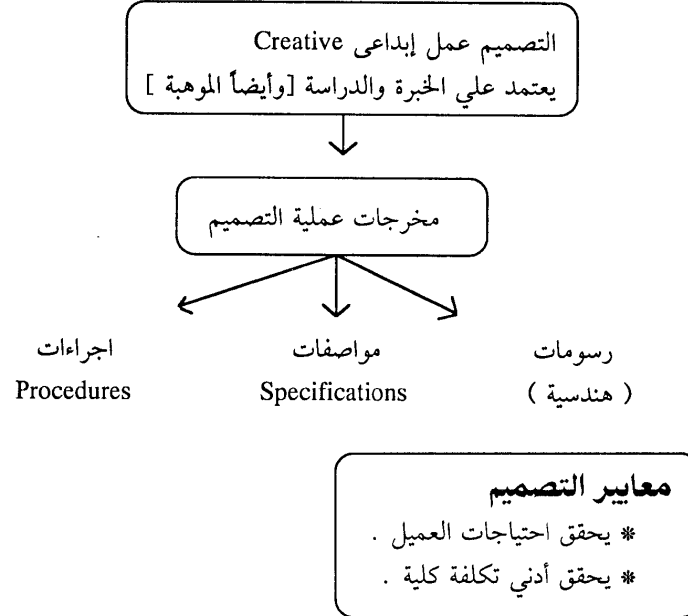 التصميم عمل إبداعى Creative
يعتمد علي الخبرة والدراسة [وأيضاً الموهبة ]
مخرجات عملية التصميم
رسومات مواصفات اجراءات
( هندسية ) Specifications Procedures
معايير التصميم
* يحقق احتياجات العميل .
* يحقق أدني تكلفة كلية .